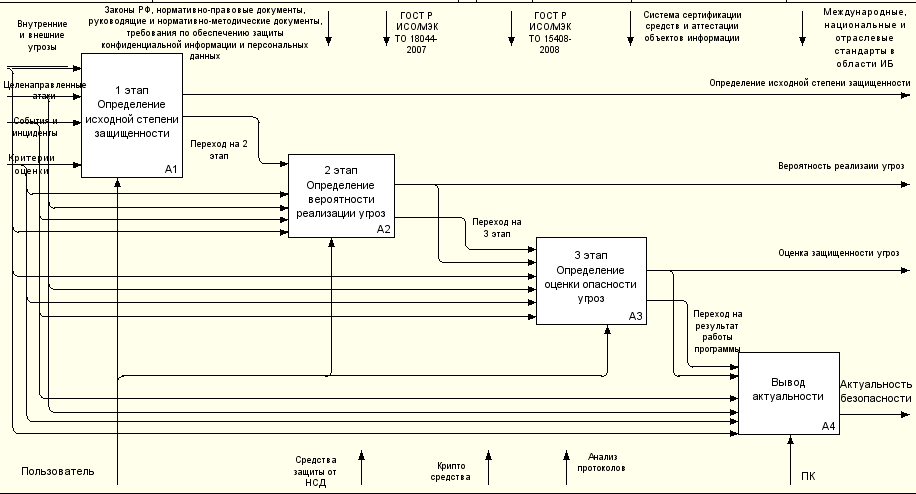 Внутренние
и внешние
угрозы
Законы РФ, нормативно-правовые документы,
руководящие и нормативно-методические документы,
требования по обеспечению защиты
конфиденциальной информации и персональных
данных
ГОСТ Р
ИСО/МЭК
ТО 18044-
2007
ГОСТ Р
ИСО/МЭК
ТО 15408-
2008
Система сертификации
средств и аттестации
объектов информации
Международные,
национальные и
отраслевые
стандарты в
области ИБ
Целенаправленные
атаки
События и
инциденты
Критерии
оценки
1 этап
Определение
исходной степени
защищенности
A1
Определение исходной степени защищенности
Переход на 2
этап
2 этап
Определение
вероятности
реализации угроз
A2
Вероятность реализаии угроз
Переход на
3 этап
3 этап
Определение
оценки опасности
угроз
A3
Оценка защищенности угроз
Переход на
результат
работы
программы
Вывод
актуальности
A4
Актуальность
безопасности
Пользователь
Средства
защиты от
НСД
Крипто
средства
Анализ
протоколов
ПК